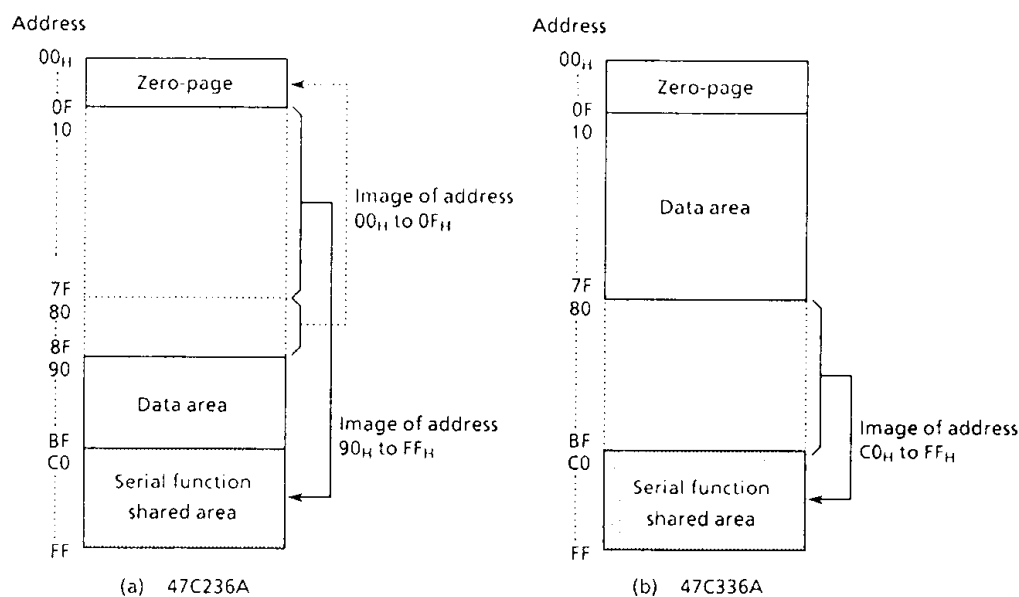 Address
00H
0F
10
7F
80
8F
90
BF
C0
FF
Zero-page
Data area
Serial function
shared area
Image of address
00H to 0FH
Image of address
90H to FFH
(a) 47C236A
Address
00H
0F
10
7F
80
BF
C0
FF
Zero-page
Data area
Serial function
shared area
Image of address
C0H to FFH
(b) 47C336A